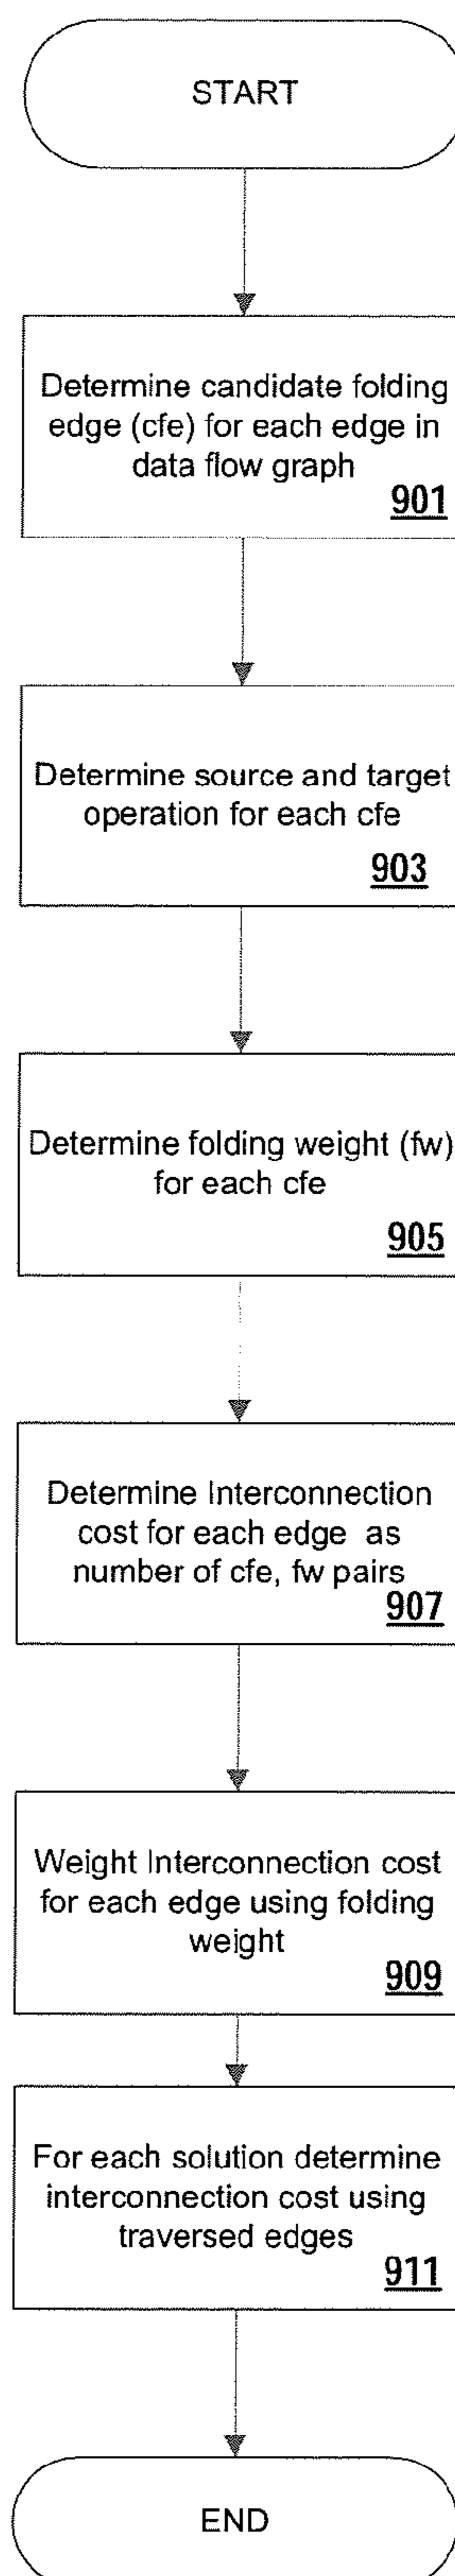 START
Determine candidate folding
edge (cfe) for each edge in
data flow graph
901
Determine source and target
operation for each cfe
903
Determine folding weight (fw)
for each cfe
905
Determine Interconnection
cost for each edge as
number of cfe, fw pairs
907
Weight Interconnection cost
for each edge using folding
weight
909
For each solution determine
interconnection cost using
traversed edges
911
END